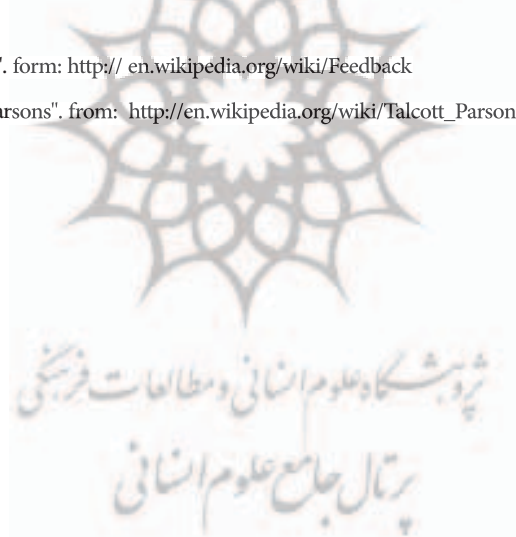 ". form: http:// en.wikipedia.org/wiki/Feedback
arsons". from: http://en.wikipedia.org/wiki/Talcott_Parson
پژوهشگاه علوم انسانی و مطالعات فرهنگی
پرتال جامع علوم انسانی